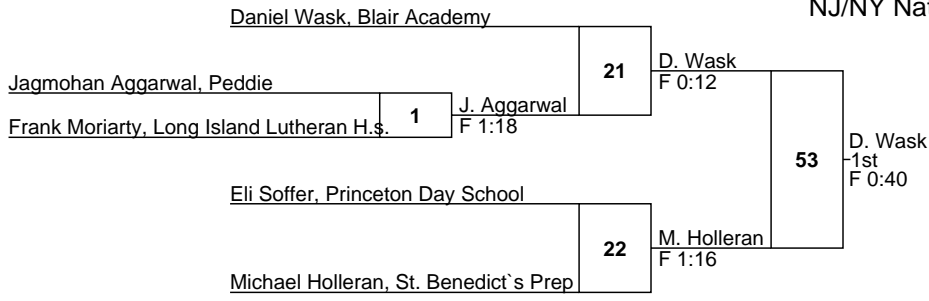 NJ/NY Nat
Daniel Wask, Blair Academy
21
D. Wask
F 0:12
Jagmohan Aggarwal, Peddie
1
J. Aggarwal
F 1:18
Frank Moriarty, Long Island Lutheran H.s.
53
D. Wask
1st
F 0:40
Eli Soffer, Princeton Day School
22
M. Holleran
F 1:16
Michael Holleran, St. Benedict`s Prep